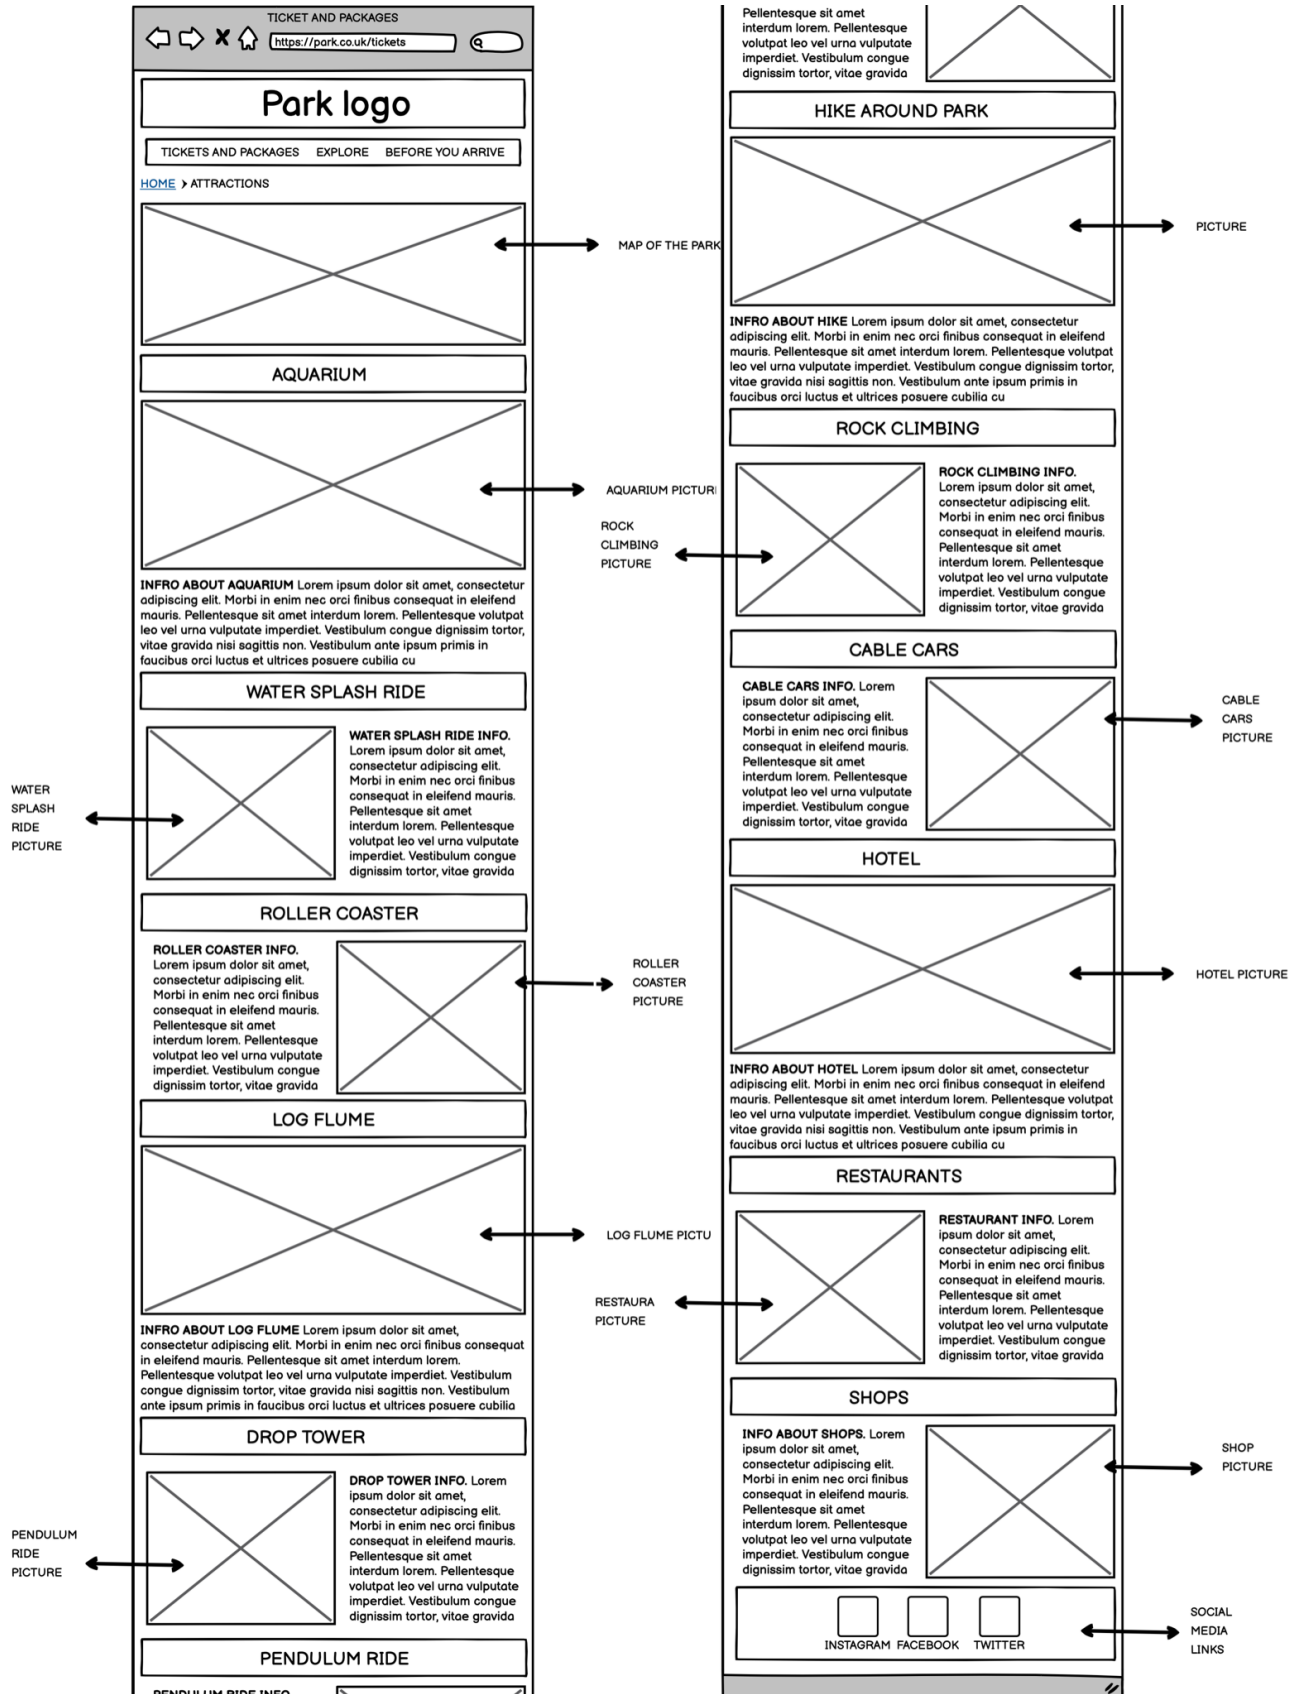 TICKET AND PACKAGES
https://park.co.uk/tickets
Park logo
TICKETS AND PACKAGES EXPLORE BEFORE YOU ARRIVE
HOME > ATTRACTIONS
MAP OF THE PARK
AQUARIUM
AQUARIUM PICTUR
INFRO ABOUT AQUARIUM Lorem ipsum dolor sit amet, consectetur
adipiscing elit. Morbi in enim nec orci finibus consequat in eleifend
mauris. Pellentesque sit amet interdum lorem. Pellentesque volutpat
leo vel urna vulputate imperdiet. Vestibulum congue dignissim tortor,
vitae gravida nisi sagittis non. Vestibulum ante ipsum primis in
faucibus orci luctus et ultrices posuere cubilia cu
WATER SPLASH RIDE
WATER
SPLASH
RIDE
PICTURE
WATER SPLASH RIDE INFO.
Lorem ipsum dolor sit amet,
consectetur adipiscing elit.
Morbi in enim nec orci finibus
consequat in eleifend mauris.
Pellentesque sit amet
interdum lorem. Pellentesque
volutpat leo vel urna vulputate
imperdiet. Vestibulum congue
dignissim tortor, vitae gravida
ROLLER COASTER
ROLLER COASTER INFO.
Lorem ipsum dolor sit amet,
consectetur adipiscing elit.
Morbi in enim nec orci finibus
consequat in eleifend mauris.
Pellentesque sit amet
interdum lorem. Pellentesque
volutpat leo vel urna vulputate
imperdiet. Vestibulum congue
dignissim tortor, vitae gravida
ROLLER
COASTER
PICTURE
LOG FLUME
LOG FLUME PICTU
INFRO ABOUT LOG FLUME Lorem ipsum dolor sit amet,
consectetur adipiscing elit. Morbi in enim nec orci finibus consequat
in eleifend mauris. Pellentesque sit amet interdum lorem.
Pellentesque volutpat leo vel urna vulputate imperdiet. Vestibulum
congue dignissim tortor, vitae gravida nisi sagittis non. Vestibulum
ante ipsum primis in faucibus orci luctus et ultrices posuere cubilia
DROP TOWER
PENDULUM
RIDE
PICTURE
DROP TOWER INFO. Lorem
ipsum dolor sit amet,
consectetur adipiscing elit.
Morbi in enim nec orci finibus
consequat in eleifend mauris.
Pellentesque sit amet
interdum lorem. Pellentesque
volutpat leo vel urna vulputate
imperdiet. Vestibulum congue
dignissim tortor, vitae gravida
PENDULUM RIDE
PENDULUM RIDE INFO
Pellentesque sit amet
interdum lorem. Pellentesque
volutpat leo vel urna vulputate
imperdiet. Vestibulum congue
dignissim tortor, vitae gravida
HIKE AROUND PARK
PICTURE
INFRO ABOUT HIKE Lorem ipsum dolor sit amet, consectetur
adipiscing elit. Morbi in enim nec orci finibus consequat in eleifend
mauris. Pellentesque sit amet interdum lorem. Pellentesque volutpat
leo vel urna vulputate imperdiet. Vestibulum congue dignissim tortor,
vitae gravida nisi sagittis non. Vestibulum ante ipsum primis in
faucibus orci luctus et ultrices posuere cubilia cu
ROCK CLIMBING
ROCK
CLIMBING
PICTURE
ROCK CLIMBING INFO.
Lorem ipsum dolor sit amet,
consectetur adipiscing elit.
Morbi in enim nec orci finibus
consequat in eleifend mauris.
Pellentesque sit amet
interdum lorem. Pellentesque
volutpat leo vel urna vulputate
imperdiet. Vestibulum congue
dignissim tortor, vitae gravida
CABLE CARS
CABLE CARS INFO. Lorem
ipsum dolor sit amet,
consectetur adipiscing elit.
Morbi in enim nec orci finibus
consequat in eleifend mauris.
Pellentesque sit amet
interdum lorem. Pellentesque
volutpat leo vel urna vulputate
imperdiet. Vestibulum congue
dignissim tortor, vitae gravida
CABLE
CARS
PICTURE
HOTEL
HOTEL PICTURE
INFRO ABOUT HOTEL Lorem ipsum dolor sit amet, consectetur
adipiscing elit. Morbi in enim nec orci finibus consequat in eleifend
mauris. Pellentesque sit amet interdum lorem. Pellentesque volutpat
leo vel urna vulputate imperdiet. Vestibulum congue dignissim tortor,
vitae gravida nisi sagittis non. Vestibulum ante ipsum primis in
faucibus orci luctus et ultrices posuere cubilia cu
RESTAURANTS
RESTAURA
PICTURE
RESTAURANT INFO. Lorem
ipsum dolor sit amet,
consectetur adipiscing elit.
Morbi in enim nec orci finibus
consequat in eleifend mauris.
Pellentesque sit amet
interdum lorem. Pellentesque
volutpat leo vel urna vulputate
imperdiet. Vestibulum congue
dignissim tortor, vitae gravida
SHOPS
INFO ABOUT SHOPS. Lorem
ipsum dolor sit amet,
consectetur adipiscing elit.
Morbi in enim nec orci finibus
consequat in eleifend mauris.
Pellentesque sit amet
interdum lorem. Pellentesque
volutpat leo vel urna vulputate
imperdiet. Vestibulum congue
dignissim tortor, vitae gravida
SHOP
PICTURE
INSTAGRAM FACEBOOK TWITTER
SOCIAL
MEDIA
LINKS